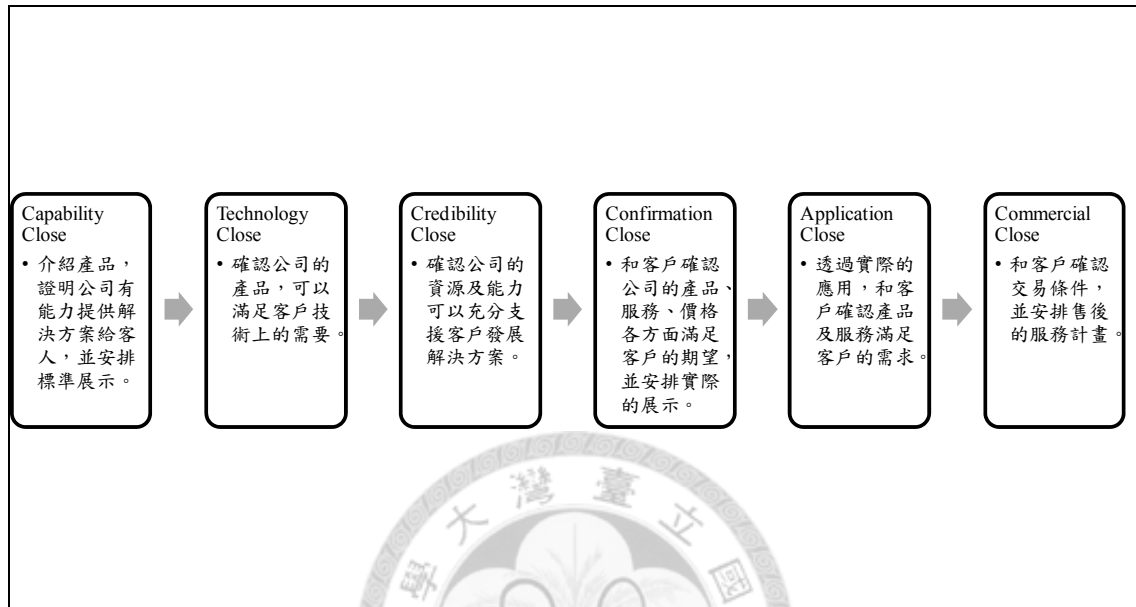 Capability
Close
• 介紹產品，
證明公司有
能力提供解
決方案給客
人，並安排
標準展示。
Technology
Close
• 確認公司的
產品，可以
滿足客戶技
術上的需要。
Credibility
Close
• 確認公司的
資源及能力
可以充分支
援客戶發展
解決方案。
Confirmation
Close
• 和客戶確認
公司的產品、
服務、價格
各方面滿足
客戶的期望，
並安排實際
的展示。
Application
Close
• 透過實際的
應用，和客
戶確認產品
及服務滿足
客戶的需求。
Commercial
Close
• 和客戶確認
交易條件，
並安排售後
的服務計畫。
學大灣臺立國